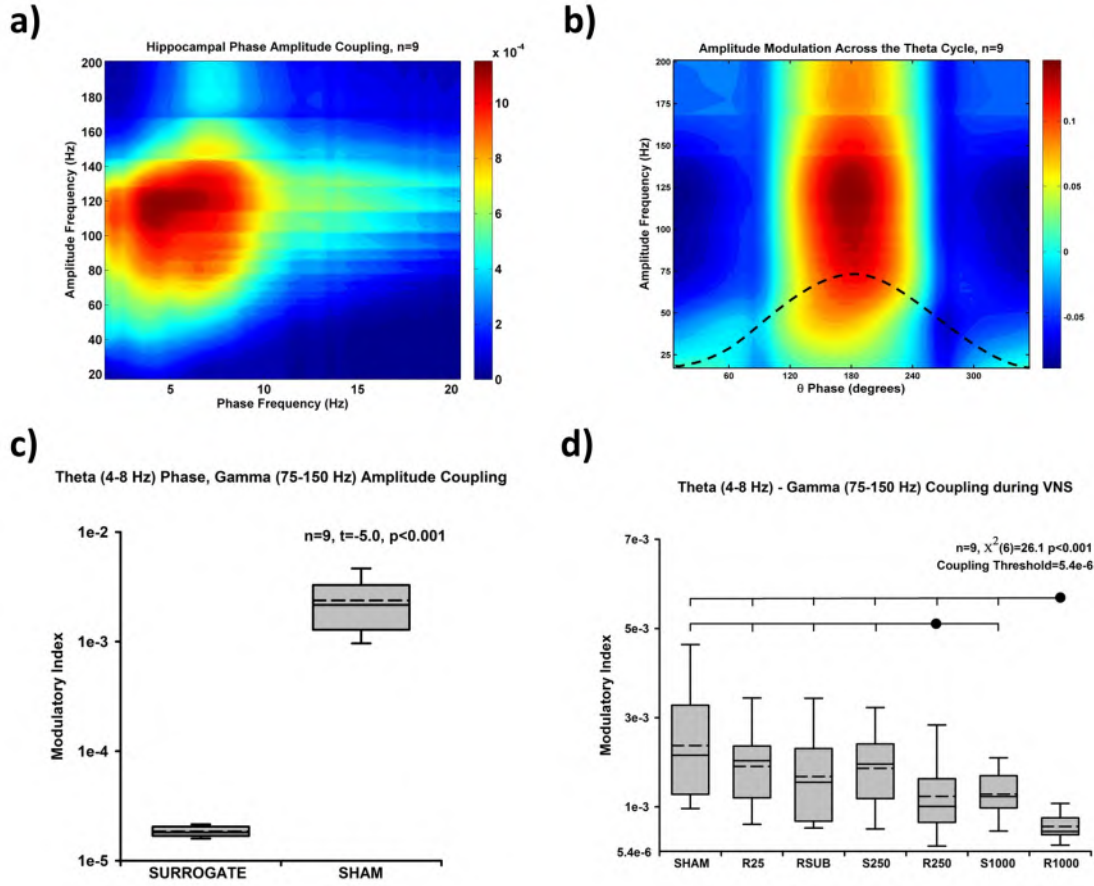 a)
Hippocampal Phase Amplitude Coupling, n=9
x 10⁻⁴
200
180
160
140
120
100
80
60
40
20
Amplitude Frequency (Hz)
5
10
15
20
Phase Frequency (Hz)
10
8
6
4
2
0
b)
Amplitude Modulation Across the Theta Cycle, n=9
200
175
150
125
100
75
50
25
Amplitude Frequency (Hz)
60
120
180
240
300
θ Phase (degrees)
0.1
0.05
0
-0.05
c)
Theta (4-8 Hz) Phase, Gamma (75-150 Hz) Amplitude Coupling
n=9, t=-5.0, p<0.001
1e-2
1e-3
1e-4
1e-5
Modulatory Index
SURROGATE
SHAM
d)
Theta (4-8 Hz) - Gamma (75-150 Hz) Coupling during VNS
n=9, X²(6)=26.1 p<0.001
Coupling Threshold=5.4e-6
7e-3
5e-3
3e-3
1e-3
5.4e-6
Modulatory Index
SHAM
R25
RSUB
S250
R250
S1000
R1000